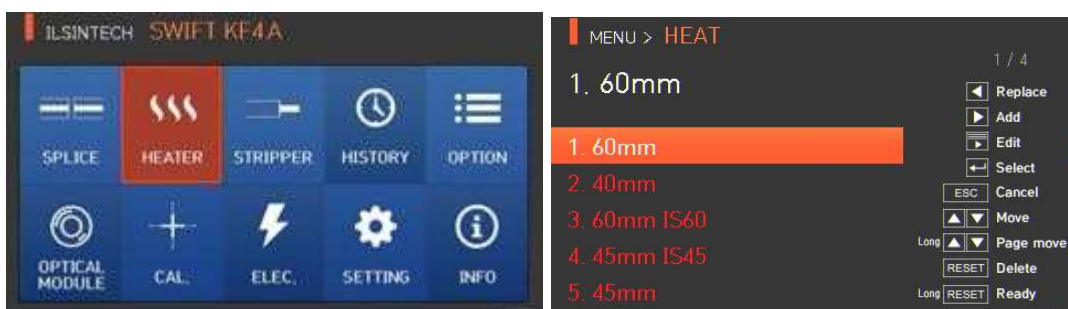 ILSINTECH SWIFT KF4A
SPLICE HEATER STRIPPER HISTORY OPTION
OPTICAL MODULE CAL. ELEC. SETTING INFO
MENU > HEAT
1 / 4
1. 60mm
Replace
Add
1. 60mm
Edit
2. 40mm
Select
ESC Cancel
3. 60mm IS60
Move
4. 45mm IS45
Long Page move
RESET Delete
5. 45mm
Long RESET Ready